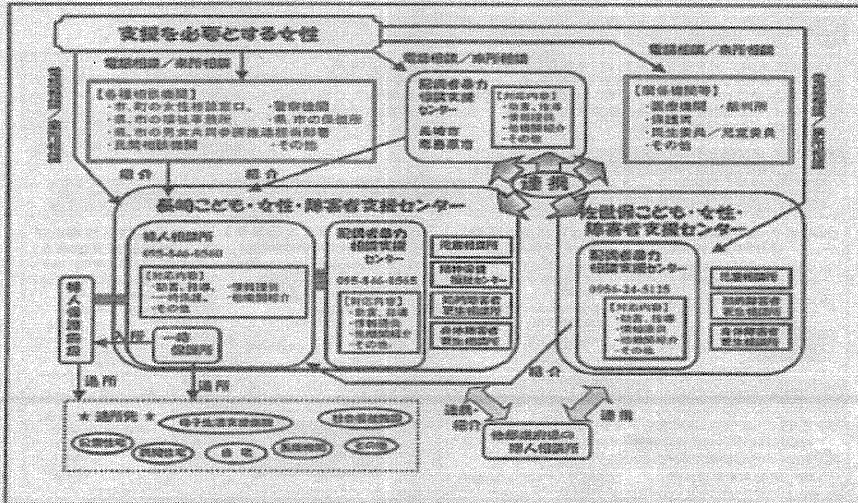 支援を必要とする女性
電話相談／来所相談
電話相談／来所相談
電話相談／来所相談
【各種相談機関】
・市、町の女性相談窓口、・警察機関
・県、市の福祉事務所 ・県、市の保健所
・県、市の男女共同参画推進担当部署
・民間相談機関 ・その他
配偶者暴力
相談支援
センター
長崎市
南島原市
【対応内容】
・助言、指導
・情報提供
・他機関紹介
・その他
【関係機関等】
・医療機関 ・裁判所
・保護司
・民生委員／児童委員
・その他
紹介
紹介
連携
長崎こども・女性・障害者支援センター
婦人相談所
095-846-8560
【対応内容】
・助言、指導、・情報提供
・一時保護、・他機関紹介
・その他
配偶者暴力
相談支援
センター
095-846-8565
【対応内容】
・助言、指導
・情報提供
・他機関紹介
・その他
児童相談所
精神保健
福祉センター
知的障害者
更生相談所
身体障害者
更生相談所
佐世保こども・女性・
障害者支援センター
配偶者暴力
相談支援
センター
0956-24-5125
【対応内容】
・助言、指導
・情報提供
・他機関紹介
・その他
児童相談所
知的障害者
更生相談所
身体障害者
更生相談所
婦人保護施設
入所
一時
保護所
退所
退所
紹介
★ 退所先 ★
母子生活支援施設
社会福祉施設
公営住宅
民間住宅
自宅
医療機関
その他
連携・
紹介
連携
他都道府県の
婦人相談所